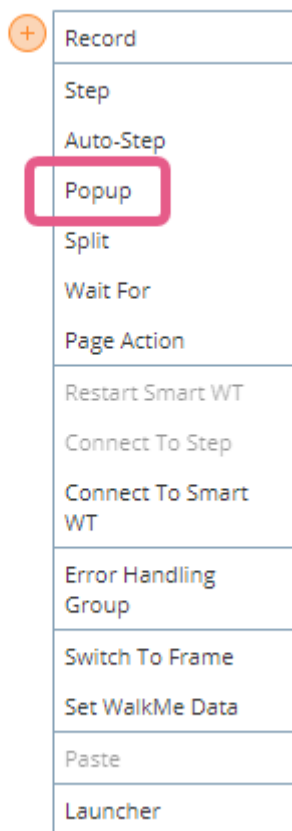 +
Record
Step
Auto-Step
Popup
Split
Wait For
Page Action
Restart Smart WT
Connect To Step
Connect To Smart
WT
Error Handling
Group
Switch To Frame
Set WalkMe Data
Paste
Launcher